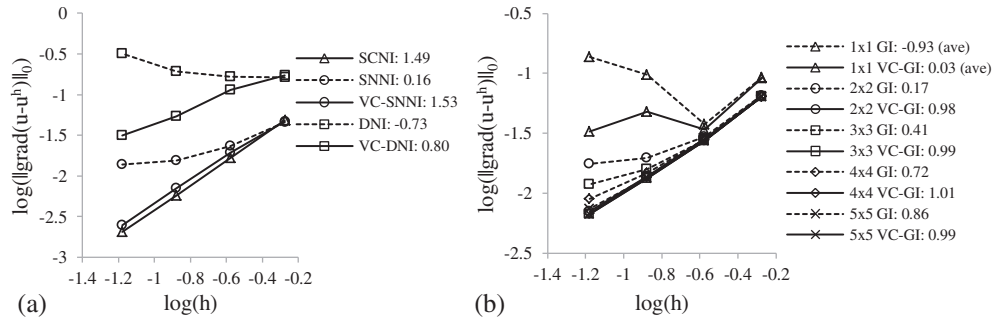 0
-0.5
-1
-1.5
-2
-2.5
-3
log(||grad(u-u^h)||_0)
-1.4 -1.2 -1 -0.8 -0.6 -0.4 -0.2
log(h)
(a)
SCNI: 1.49
SNNI: 0.16
VC-SNNI: 1.53
DNI: -0.73
VC-DNI: 0.80
-0.5
-1
-1.5
-2
-2.5
log(||grad(u-u^h)||_0)
-1.4 -1.2 -1 -0.8 -0.6 -0.4 -0.2
log(h)
(b)
1x1 GI: -0.93 (ave)
1x1 VC-GI: 0.03 (ave)
2x2 GI: 0.17
2x2 VC-GI: 0.98
3x3 GI: 0.41
3x3 VC-GI: 0.99
4x4 GI: 0.72
4x4 VC-GI: 1.01
5x5 GI: 0.86
5x5 VC-GI: 0.99